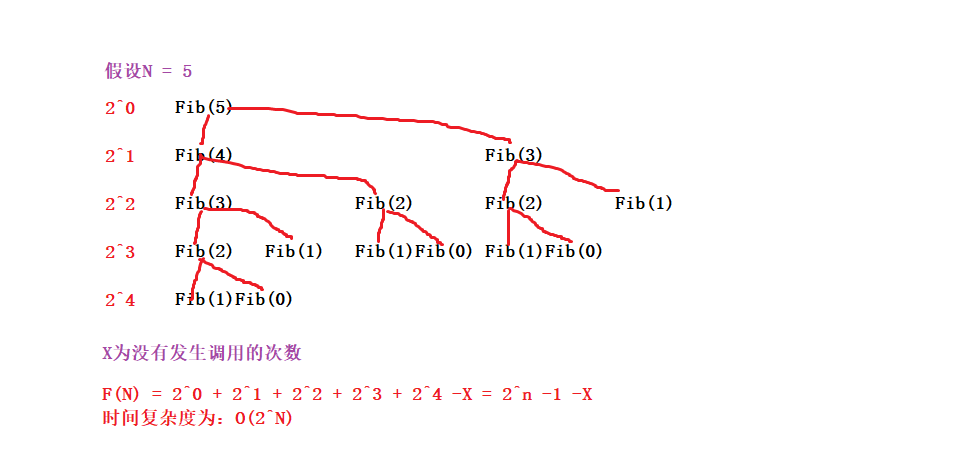 假设N = 5
2^0 Fib(5)
2^1 Fib(4) Fib(3)
2^2 Fib(3) Fib(2) Fib(2) Fib(1)
2^3 Fib(2) Fib(1) Fib(1)Fib(0) Fib(1)Fib(0)
2^4 Fib(1)Fib(0)
X为没有发生调用的次数
F(N) = 2^0 + 2^1 + 2^2 + 2^3 + 2^4 -X = 2^n -1 -X
时间复杂度为：O(2^N)